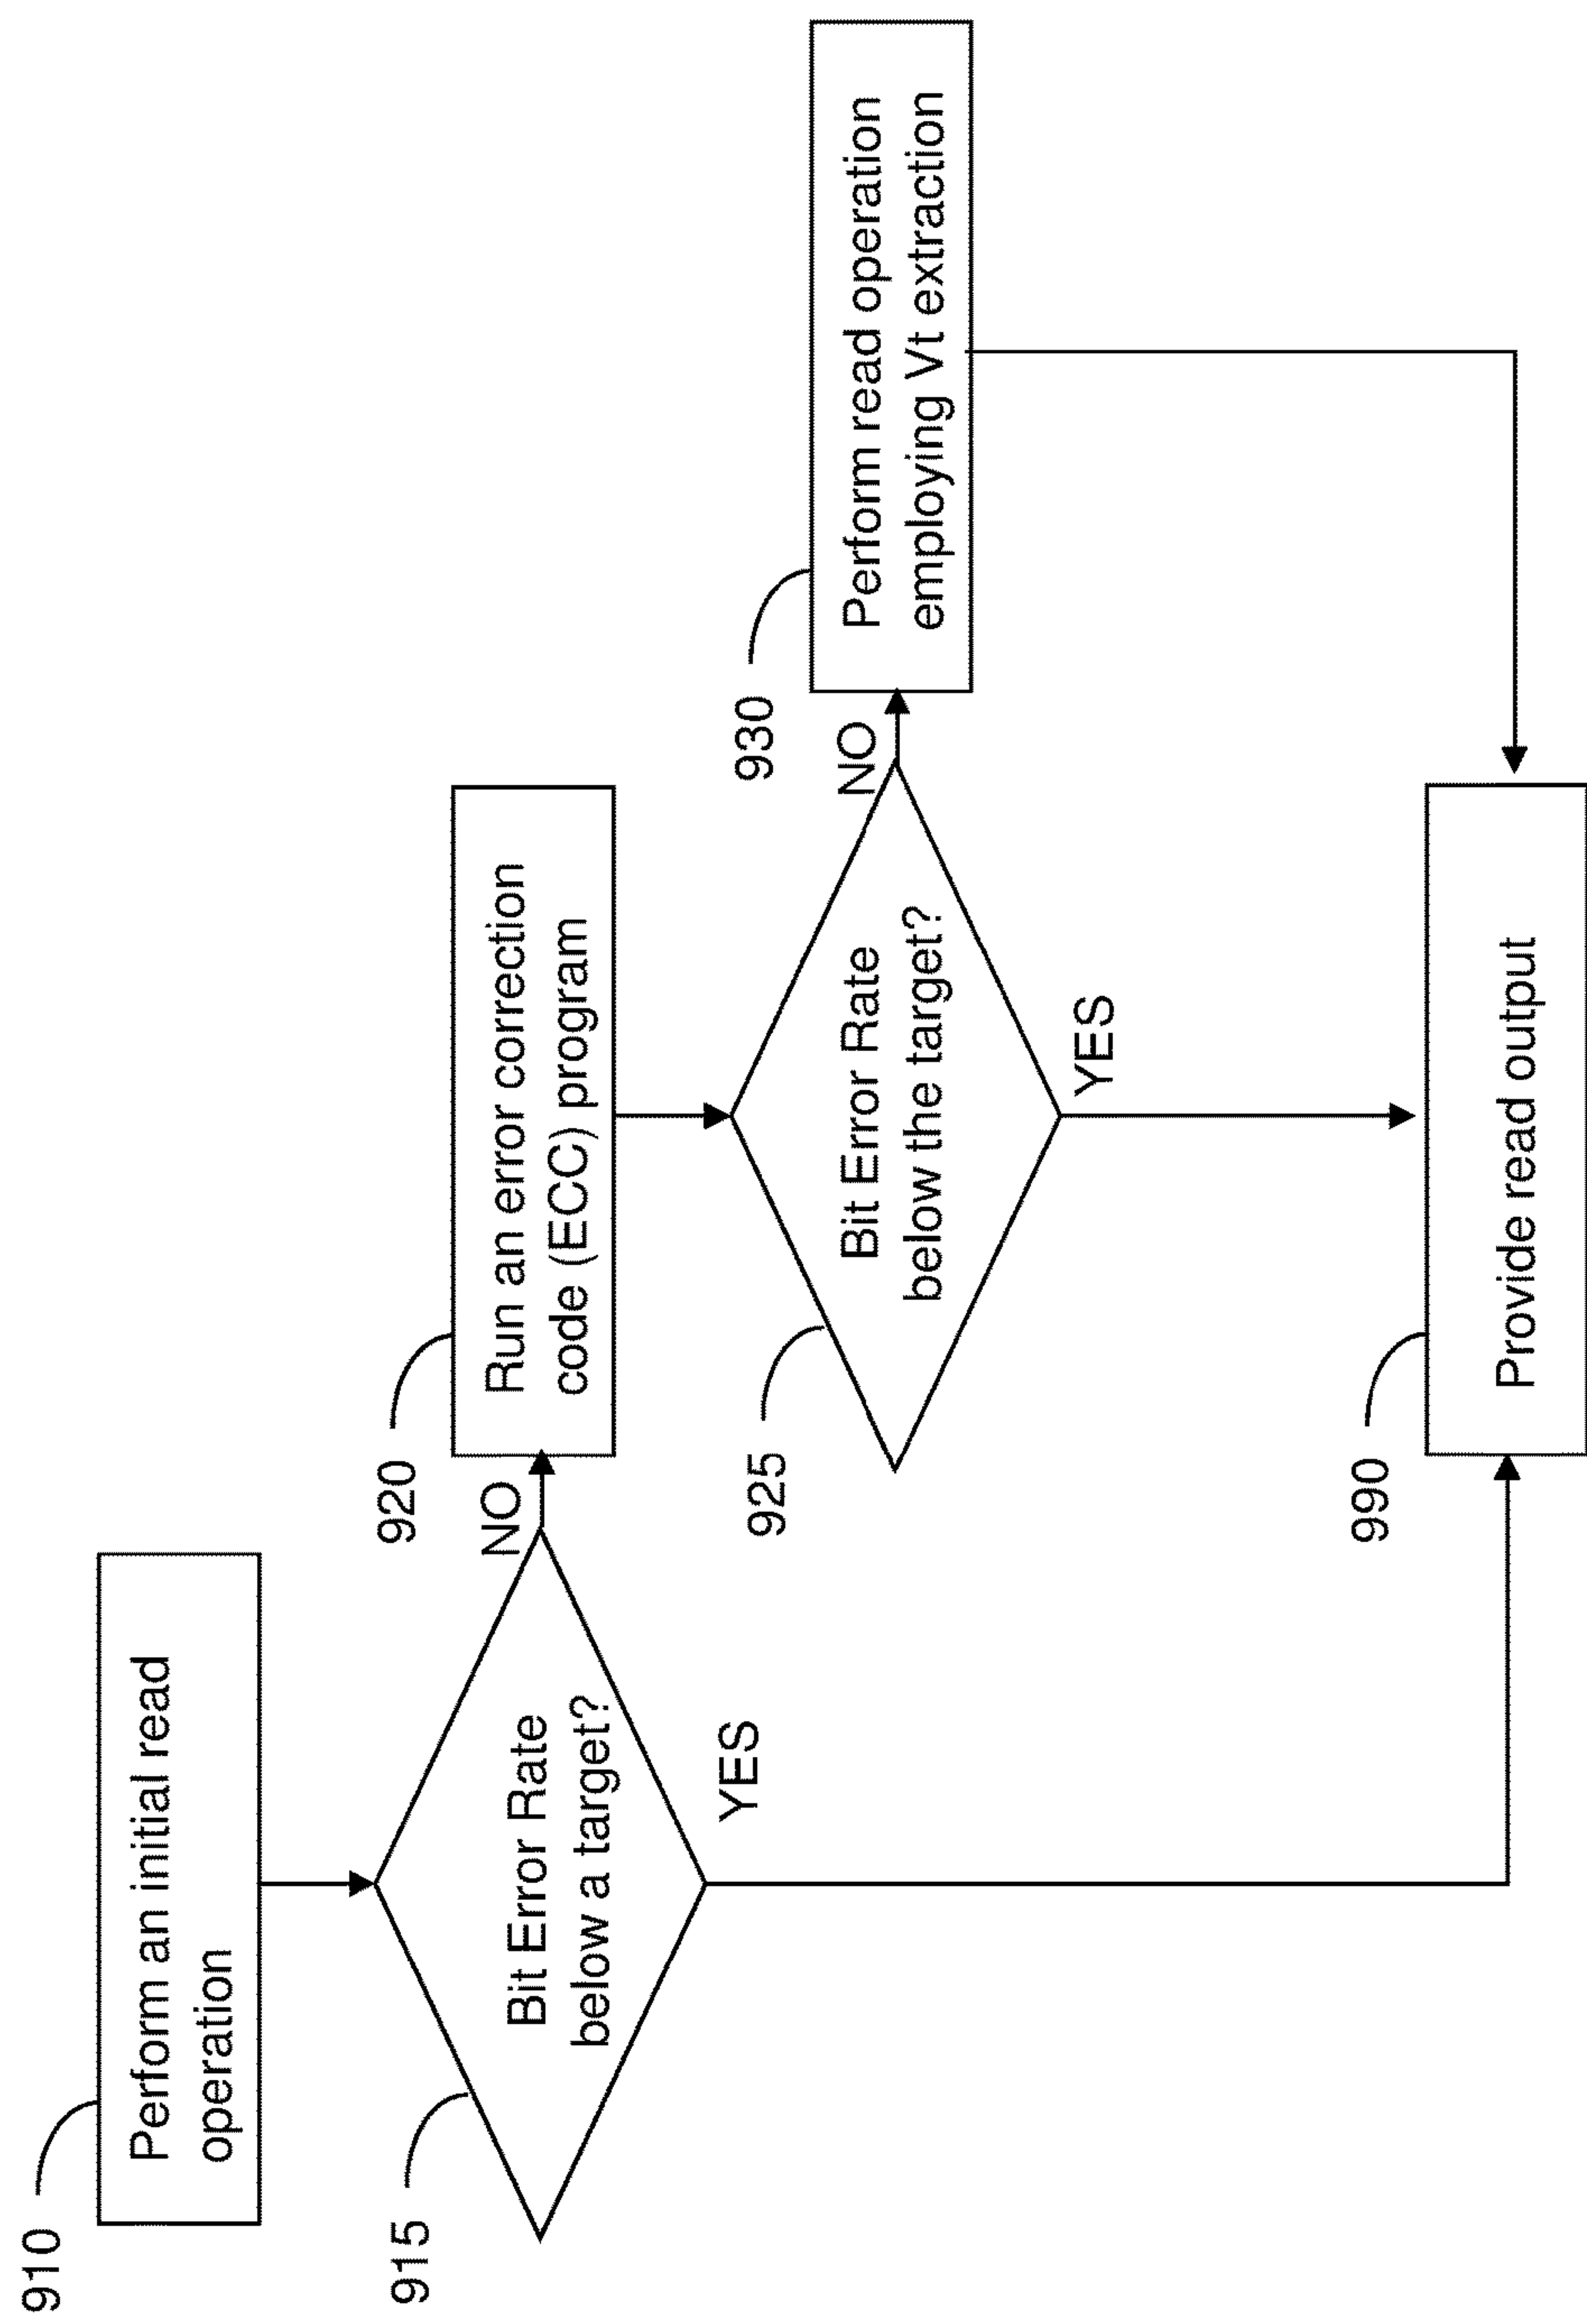 910
Perform an initial read
operation
915
Bit Error Rate
below a target?
NO
YES
920
Run an error correction
code (ECC) program
925
Bit Error Rate
below the target?
NO
YES
930
Perform read operation
employing Vt extraction
990
Provide read output